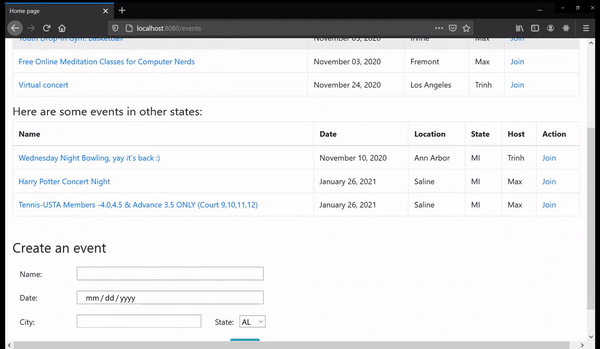 Home page
localhost:8080/events
Youth Drop-in Gym, Basketball November 03, 2020 Irvine Max Join
Free Online Meditation Classes for Computer Nerds November 03, 2020 Fremont Max Join
Virtual concert November 24, 2020 Los Angeles Trinh Join
Here are some events in other states:
Name Date Location State Host Action
Wednesday Night Bowling, yay it's back :) November 10, 2020 Ann Arbor MI Trinh Join
Harry Potter Concert Night January 26, 2021 Saline MI Max Join
Tennis-USTA Members -4.0,4.5 & Advance 3.5 ONLY (Court 9,10,11,12) January 26, 2021 Saline MI Max Join
Create an event
Name:
Date: mm / dd / yyyy
City: State: AL